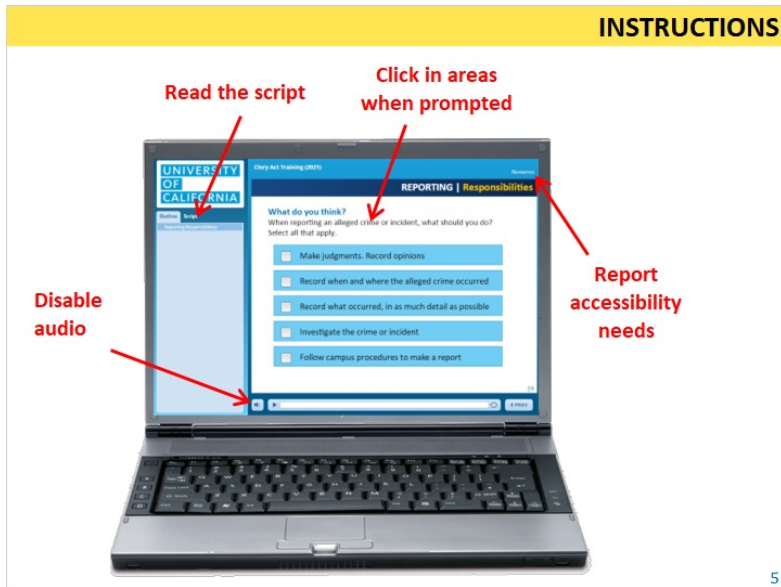 INSTRUCTIONS
Read the script
Click in areas
when prompted
UNIVERSITY
OF
CALIFORNIA
Clery Act Training (2021)
Resources
REPORTING | Responsibilities
Outline Script
Reporting Responsibilities
What do you think?
When reporting an alleged crime or incident, what should you do?
Select all that apply.
Make judgments. Record opinions
Record when and where the alleged crime occurred
Record what occurred, in as much detail as possible
Investigate the crime or incident
Follow campus procedures to make a report
Disable
audio
Report
accessibility
needs
PREV
5